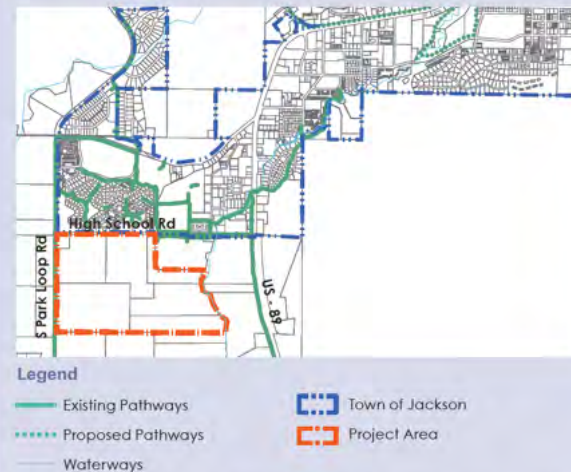 High School Rd
S Park Loop Rd
US - 89
Legend
Existing Pathways
Proposed Pathways
Waterways
Town of Jackson
Project Area